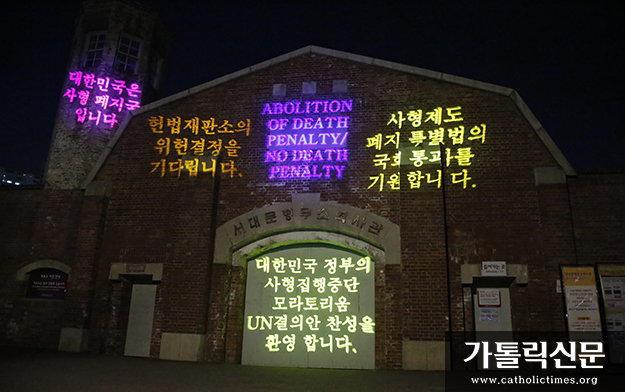 대한민국은
사형 폐지국
입니다
헌법재판소의
위헌결정을
기다립니다.
ABOLITION
OF DEATH
PENALTY/
NO DEATH
PENALTY
사형제도
폐지 특별법의
국회 통과를
기원합니다.
서대문형무소역사관
대한민국 정부의
사형집행중단
모라토리움
UN결의안 찬성을
환영 합니다.
가톨릭신문
www.catholictimes.org